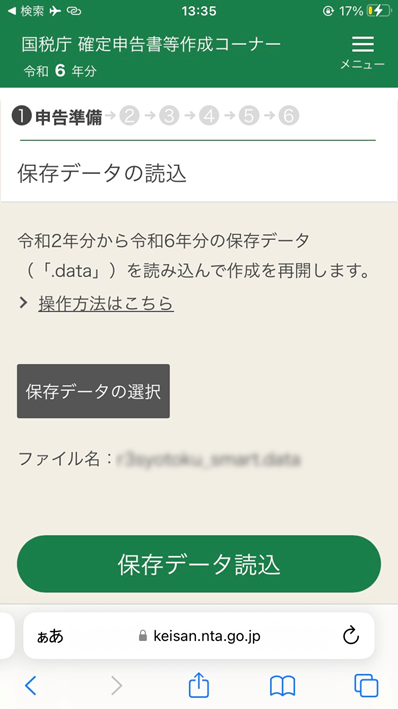 検索
13:35
17%
国税庁 確定申告書等作成コーナー
令和 6 年分
メニュー
1 申告準備 → 2 → 3 → 4 → 5 → 6
保存データの読込
令和2年分から令和6年分の保存データ
（「.data」）を読み込んで作成を再開します。
操作方法はこちら
保存データの選択
ファイル名：
保存データ読込
ぁあ keisan.nta.go.jp